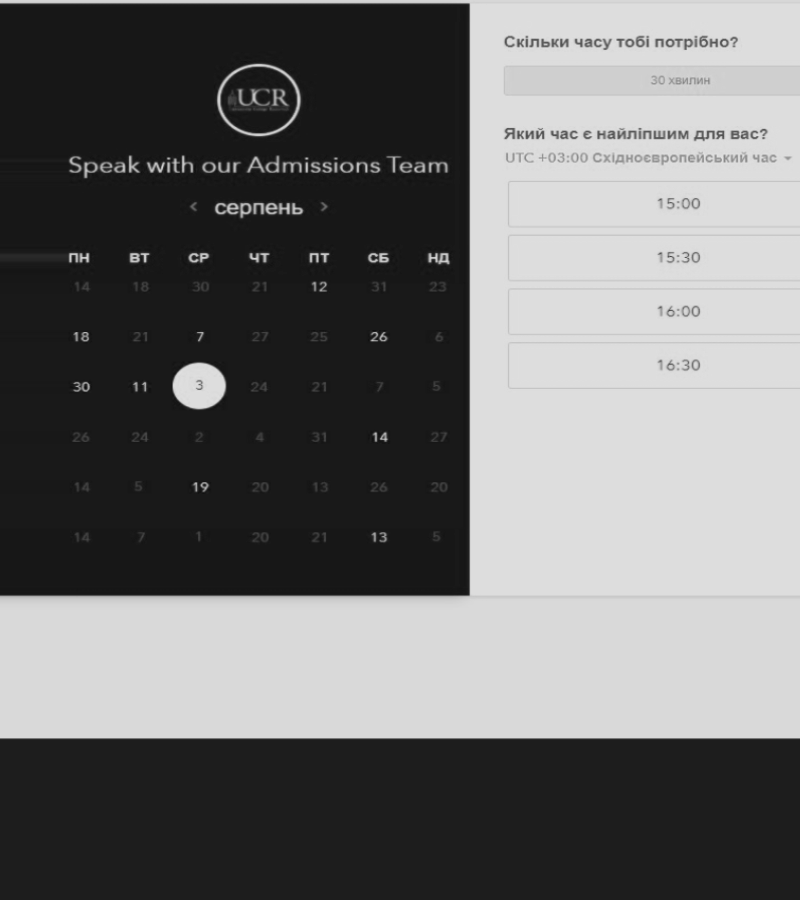 UCR
Speak with our Admissions Team
‹ серпень ›
ПН ВТ СР ЧТ ПТ СБ НД
14 18 30 21 12 31 23
18 21 7 27 25 26 6
30 11 3 24 21 7 5
26 24 2 4 31 14 27
14 5 19 20 13 26 20
14 7 1 20 21 13 5
Скільки часу тобі потрібно?
30 хвилин
Який час є найліпшим для вас?
UTC +03:00 Східноєвропейський час
15:00
15:30
16:00
16:30